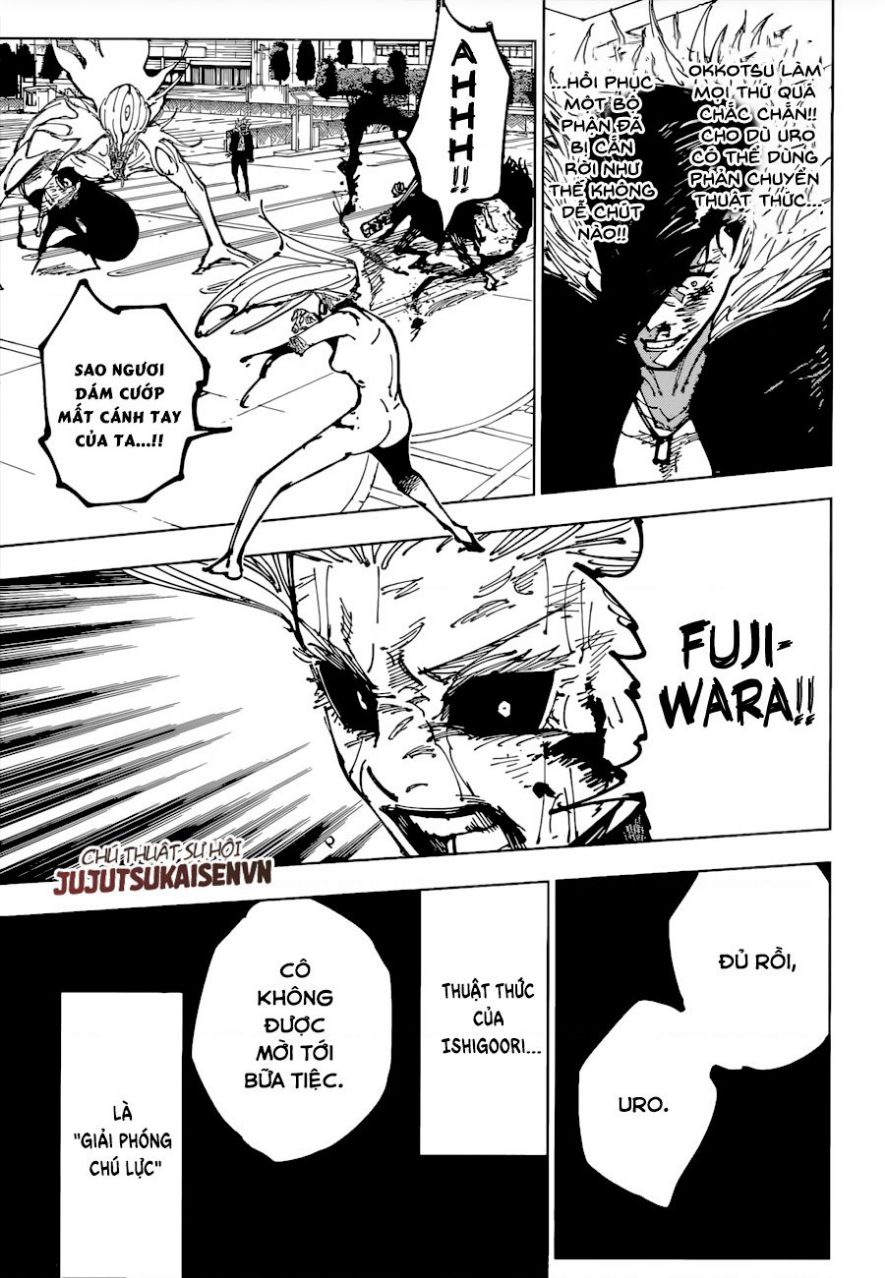 OKKOTSU LÀM
MỌI THỨ QUÁ
CHẮC CHẮN!!
CHO DÙ URO
CÓ THỂ DÙNG
PHẢN CHUYỂN
THUẬT THỨC...
...HỒI PHỤC
MỘT BỘ
PHẬN ĐÃ
BỊ CẮN
RỜI NHƯ
THẾ KHÔNG
DỄ CHÚT
NÀO!!
AHHH!!
SAO NGƯƠI
DÁM CƯỚP
MẤT CÁNH TAY
CỦA TA...!!
FUJI-
WARA!!
CHÚ THUẬT SƯ HỒI
JUJUTSUKAISENVN
ĐỦ RỒI,
URO.
THUẬT THỨC
CỦA
ISHIGOORI...
CÔ
KHÔNG
ĐƯỢC
MỜI TỚI
BỮA TIỆC.
LÀ
"GIẢI PHÓNG
CHÚ LỰC"